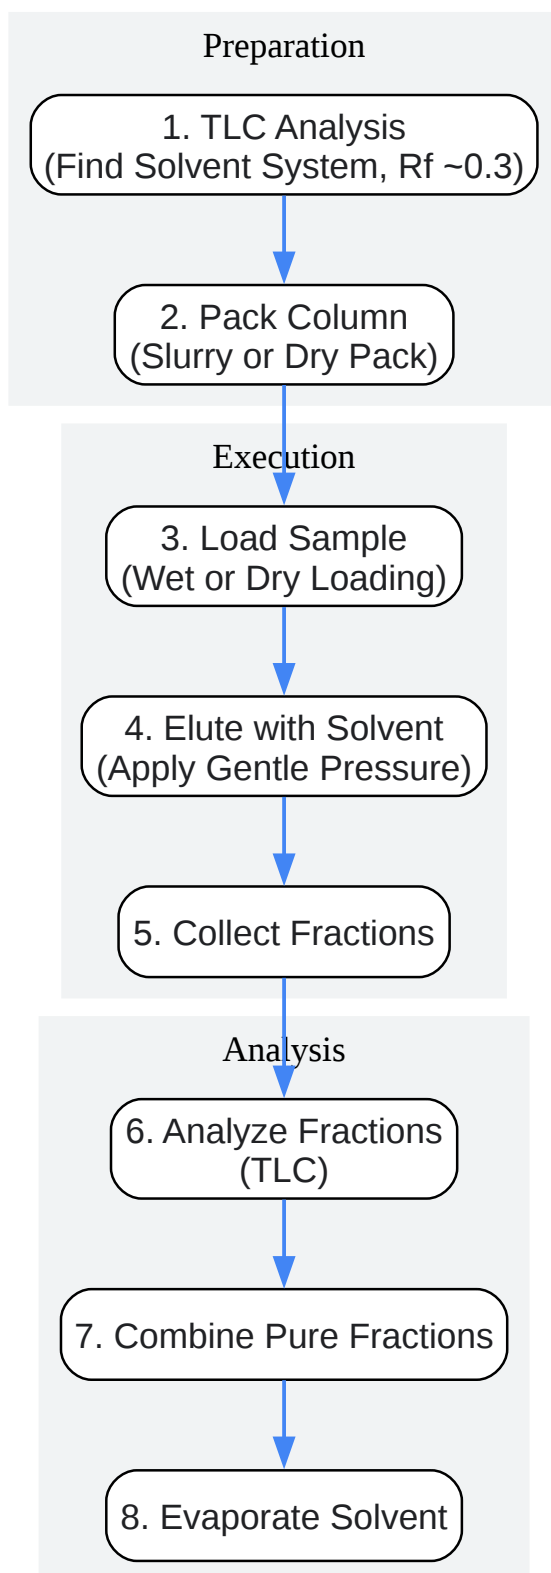 Preparation
1. TLC Analysis
(Find Solvent System, Rf ~0.3)
2. Pack Column
(Slurry or Dry Pack)
Execution
3. Load Sample
(Wet or Dry Loading)
4. Elute with Solvent
(Apply Gentle Pressure)
5. Collect Fractions
Analysis
6. Analyze Fractions
(TLC)
7. Combine Pure Fractions
8. Evaporate Solvent